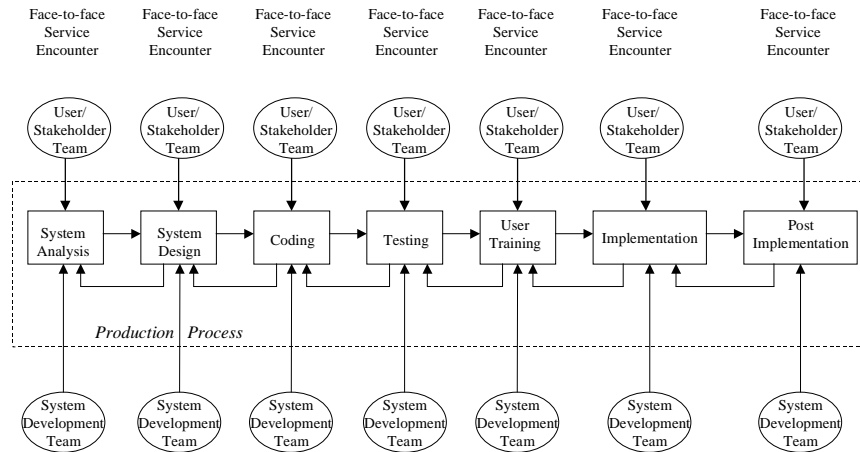 Face-to-face
Service
Encounter
Face-to-face
Service
Encounter
Face-to-face
Service
Encounter
Face-to-face
Service
Encounter
Face-to-face
Service
Encounter
Face-to-face
Service
Encounter
Face-to-face
Service
Encounter
User/
Stakeholder
Team
User/
Stakeholder
Team
User/
Stakeholder
Team
User/
Stakeholder
Team
User/
Stakeholder
Team
User/
Stakeholder
Team
User/
Stakeholder
Team
System
Analysis
System
Design
Coding
Testing
User
Training
Implementation
Post
Implementation
Production Process
System
Development
Team
System
Development
Team
System
Development
Team
System
Development
Team
System
Development
Team
System
Development
Team
System
Development
Team